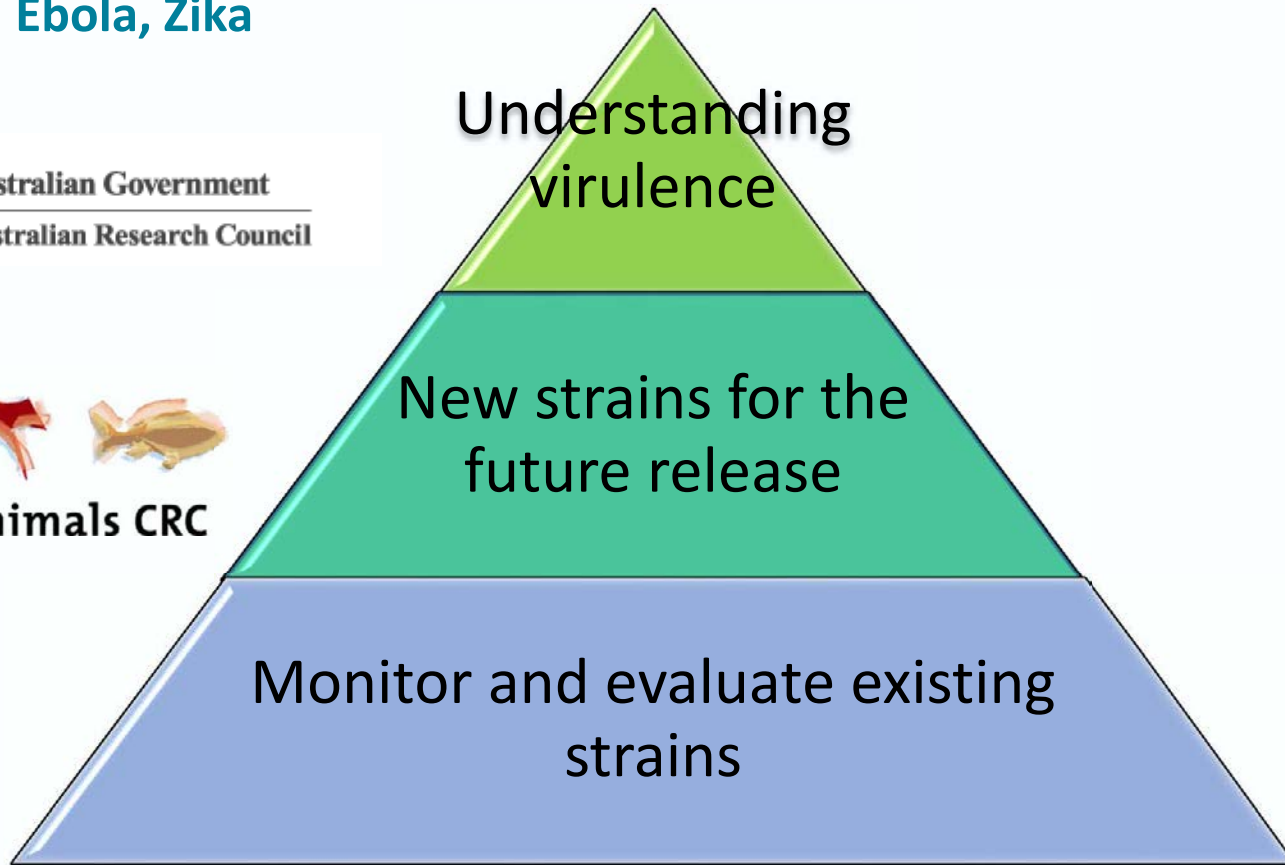 Ebola, Zika
Understanding
virulence
stralian Government
stralian Research Council
New strains for the
future release
nimals CRC
Monitor and evaluate existing
strains